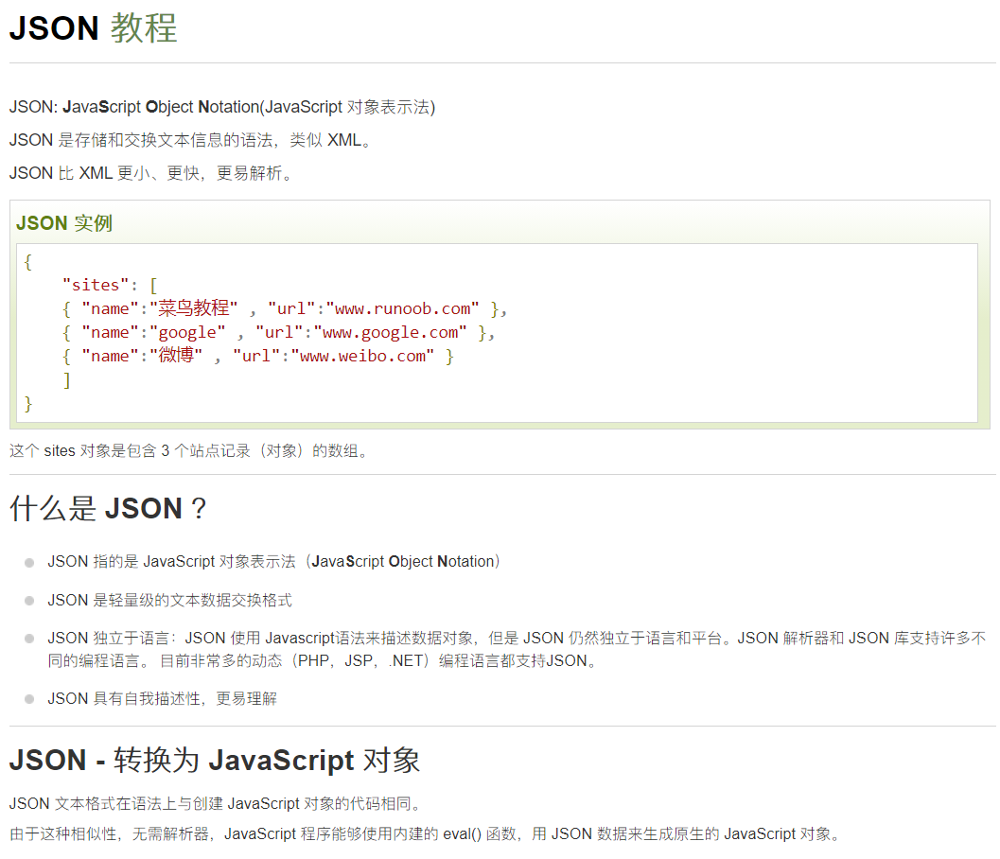 JSON 教程
JSON: JavaScript Object Notation(JavaScript 对象表示法)
JSON 是存储和交换文本信息的语法，类似 XML。
JSON 比 XML 更小、更快，更易解析。
JSON 实例
{
    "sites": [
    { "name":"菜鸟教程" , "url":"www.runoob.com" },
    { "name":"google" , "url":"www.google.com" },
    { "name":"微博" , "url":"www.weibo.com" }
    ]
}
这个 sites 对象是包含 3 个站点记录（对象）的数组。
什么是 JSON ？
JSON 指的是 JavaScript 对象表示法（JavaScript Object Notation）
JSON 是轻量级的文本数据交换格式
JSON 独立于语言：JSON 使用 Javascript语法来描述数据对象，但是 JSON 仍然独立于语言和平台。JSON 解析器和 JSON 库支持许多不
同的编程语言。 目前非常多的动态（PHP，JSP，.NET）编程语言都支持JSON。
JSON 具有自我描述性，更易理解
JSON - 转换为 JavaScript 对象
JSON 文本格式在语法上与创建 JavaScript 对象的代码相同。
由于这种相似性，无需解析器，JavaScript 程序能够使用内建的 eval() 函数，用 JSON 数据来生成原生的 JavaScript 对象。